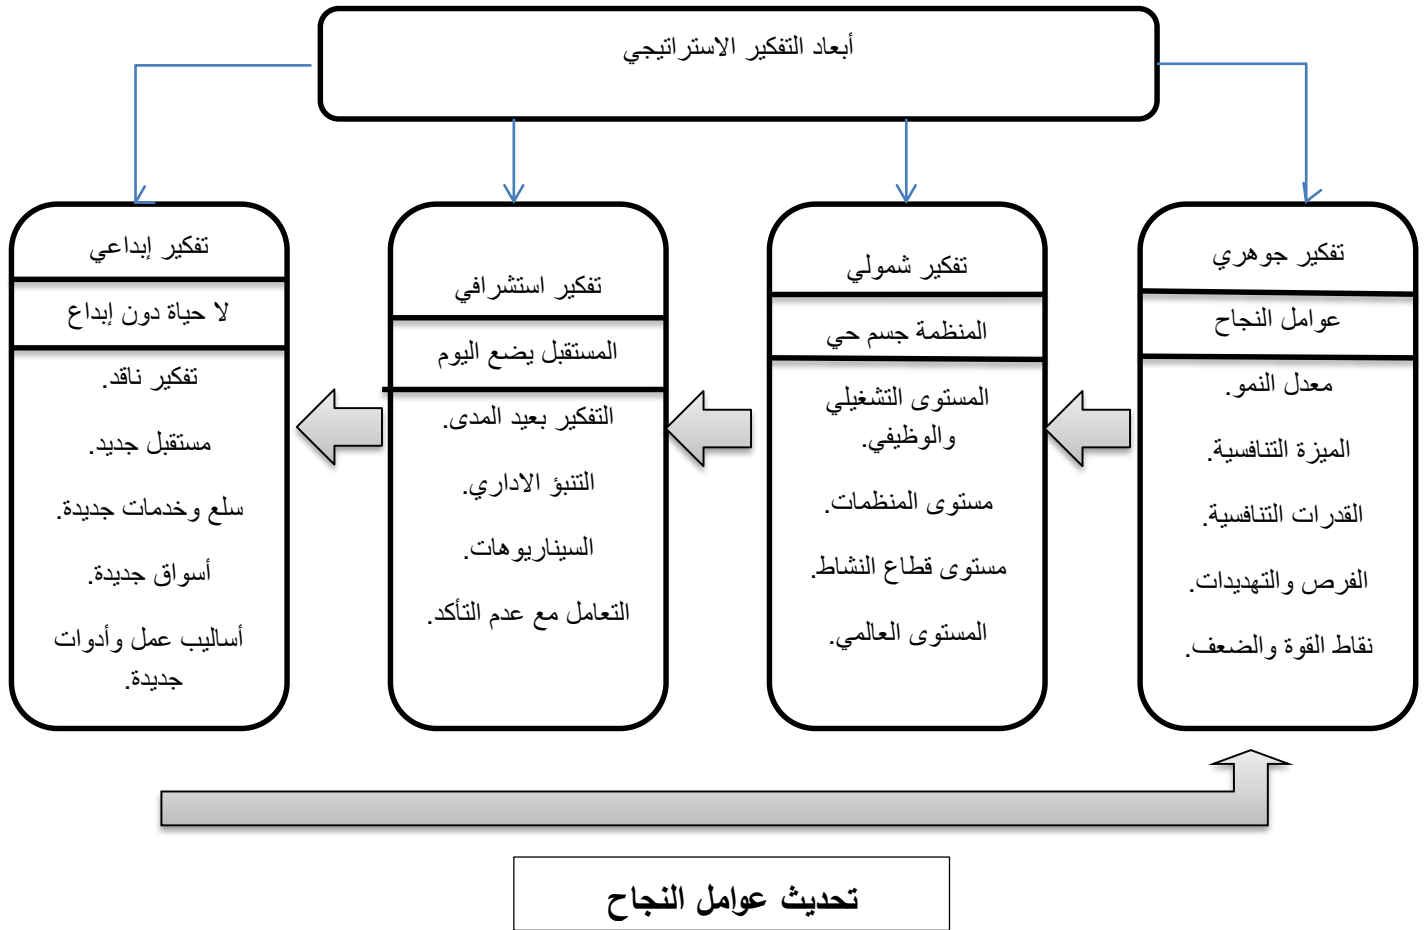 أبعاد التفكير الاستراتيجي
تفكير جوهري
عوامل النجاح
معدل النمو.
الميزة التنافسية.
القدرات التنافسية.
الفرص والتهديدات.
نقاط القوة والضعف.
تفكير شمولي
المنظمة جسم حي
المستوى التشغيلي
والوظيفي.
مستوى المنظمات.
مستوى قطاع النشاط.
المستوى العالمي.
تفكير استشرافي
المستقبل يضع اليوم
التفكير بعيد المدى.
التنبؤ الاداري.
السيناريوهات.
التعامل مع عدم التأكد.
تفكير إبداعي
لا حياة دون إبداع
تفكير ناقد.
مستقبل جديد.
سلع وخدمات جديدة.
أسواق جديدة.
أساليب عمل وأدوات
جديدة.
تحديث عوامل النجاح